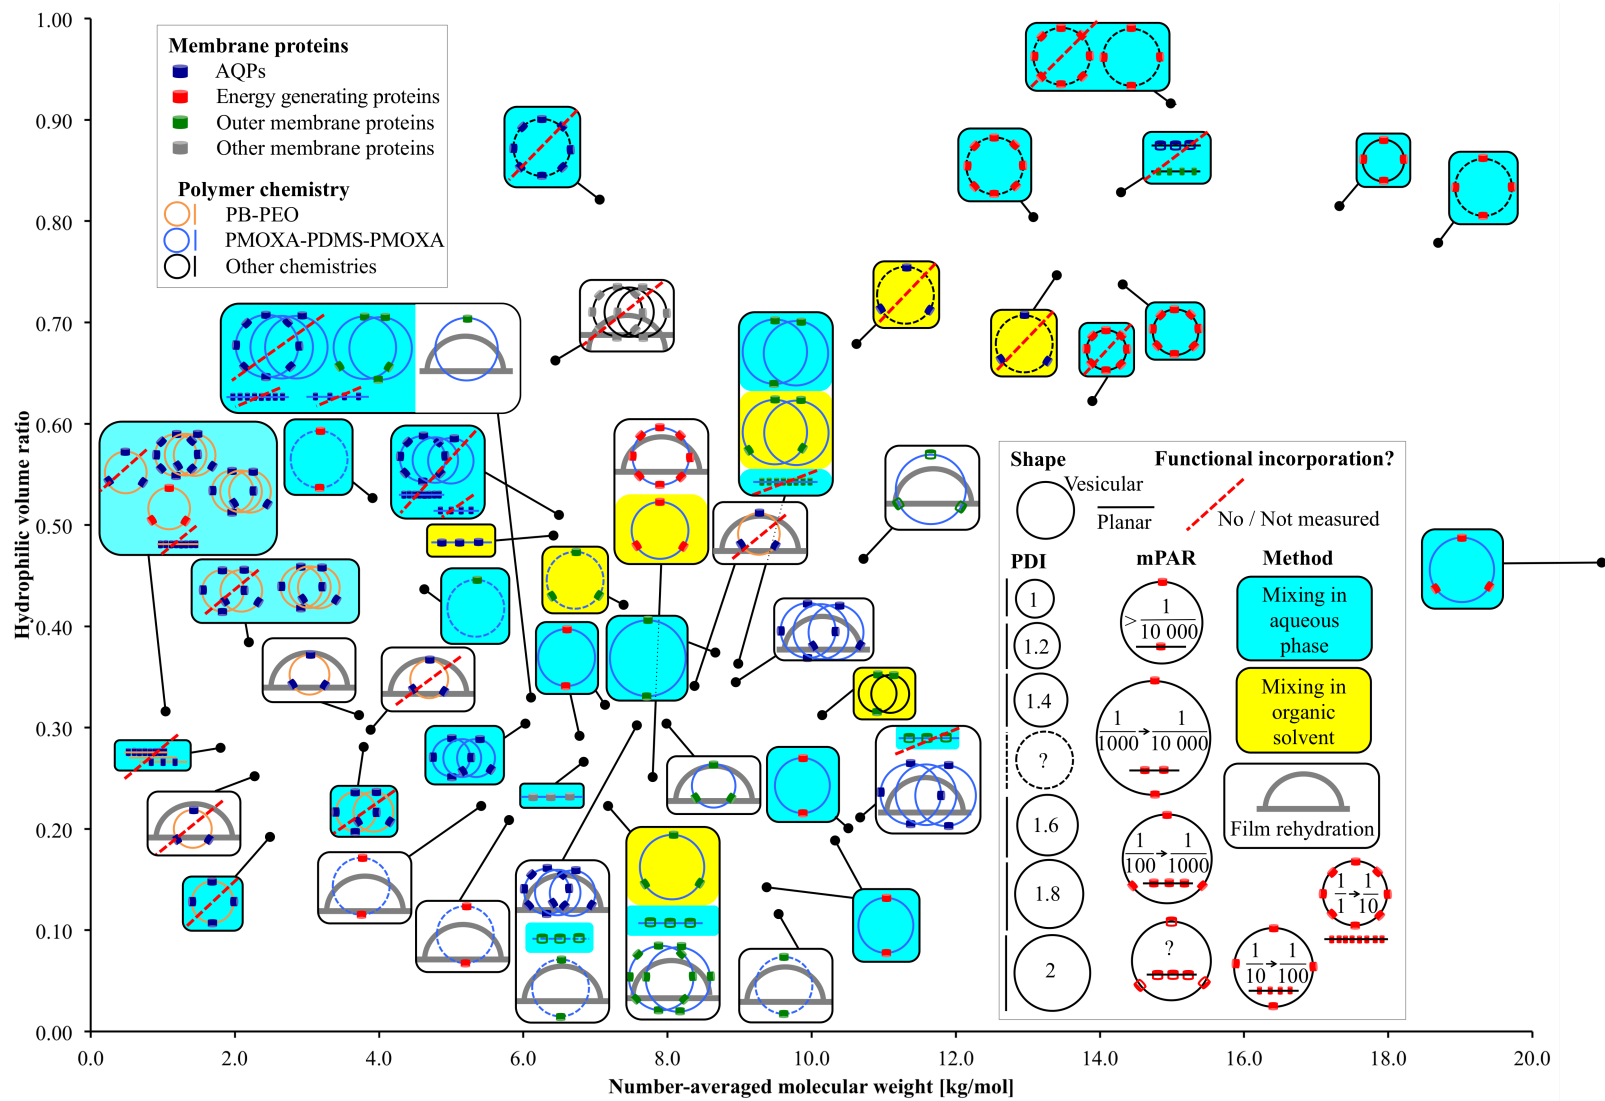 1.00
0.90
0.80
0.70
0.60
0.50
0.40
0.30
0.20
0.10
0.00
Hydrophilic volume ratio
0.0 2.0 4.0 6.0 8.0 10.0 12.0 14.0 16.0 18.0 20.0
Number-averaged molecular weight [kg/mol]
Membrane proteins
AQPs
Energy generating proteins
Outer membrane proteins
Other membrane proteins
Polymer chemistry
PB-PEO
PMOXA-PDMS-PMOXA
Other chemistries
Shape
Vesicular
Planar
Functional incorporation?
No / Not measured
PDI
1
1.2
1.4
?
1.6
1.8
2
mPAR
> 1/10 000
1/1000 → 1/10 000
1/100 → 1/1000
?
1/10 → 1/100
1/1 → 1/10
Method
Mixing in
aqueous
phase
Mixing in
organic
solvent
Film rehydration